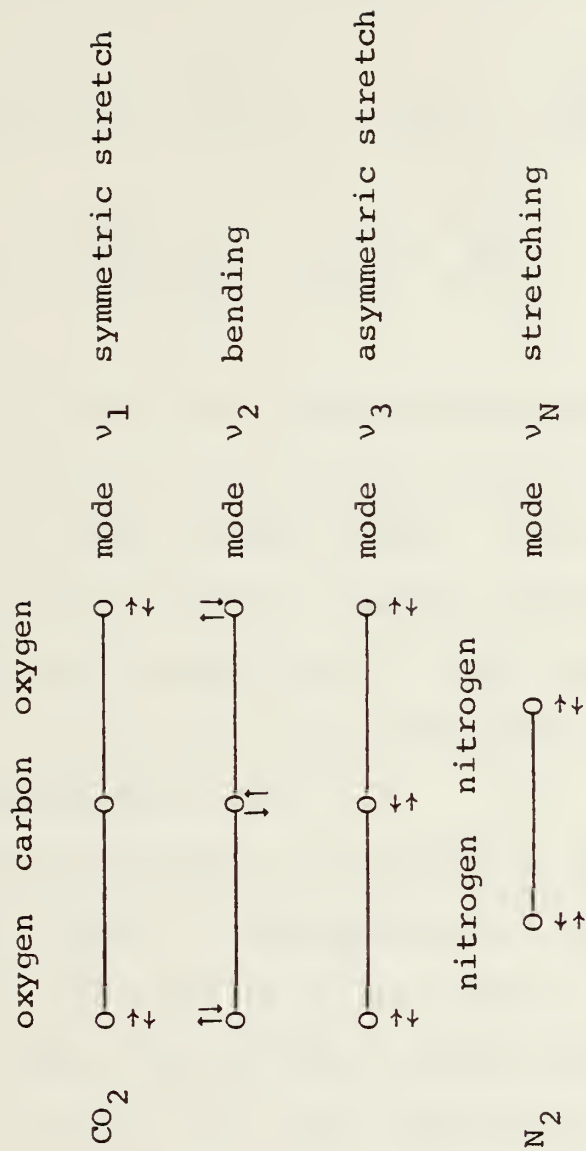 oxygen carbon oxygen
CO₂ mode ν₁ symmetric stretch
mode ν₂ bending
mode ν₃ asymmetric stretch
nitrogen nitrogen
N₂ mode ν_N stretching